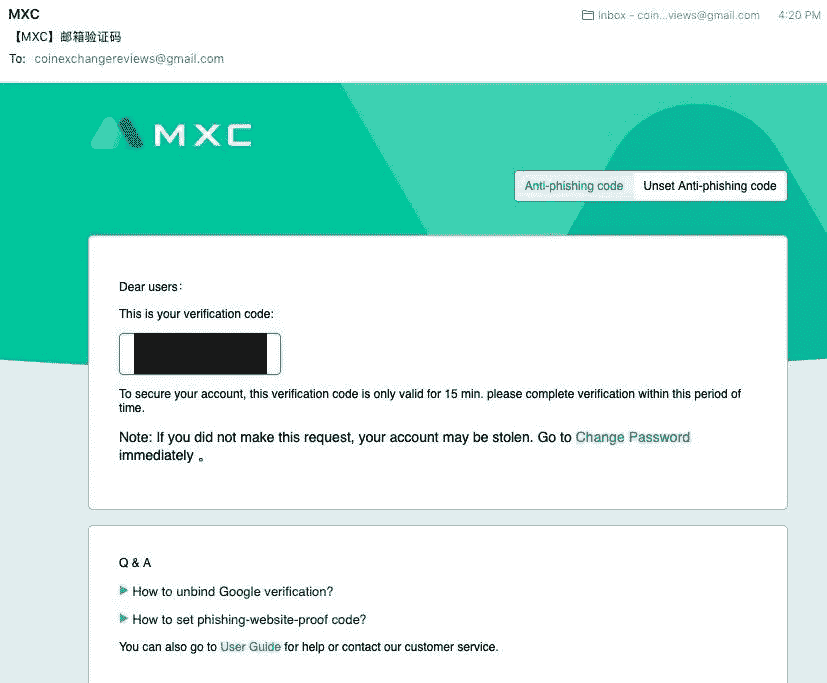 MXC
Inbox - coin...views@gmail.com 4:20 PM
【MXC】邮箱验证码
To: coinexchangereviews@gmail.com
MXC
Anti-phishing code Unset Anti-phishing code
Dear users：
This is your verification code:
To secure your account, this verification code is only valid for 15 min. please complete verification within this period of
time.
Note: If you did not make this request, your account may be stolen. Go to Change Password
immediately 。
Q & A
How to unbind Google verification?
How to set phishing-website-proof code?
You can also go to User Guide for help or contact our customer service.